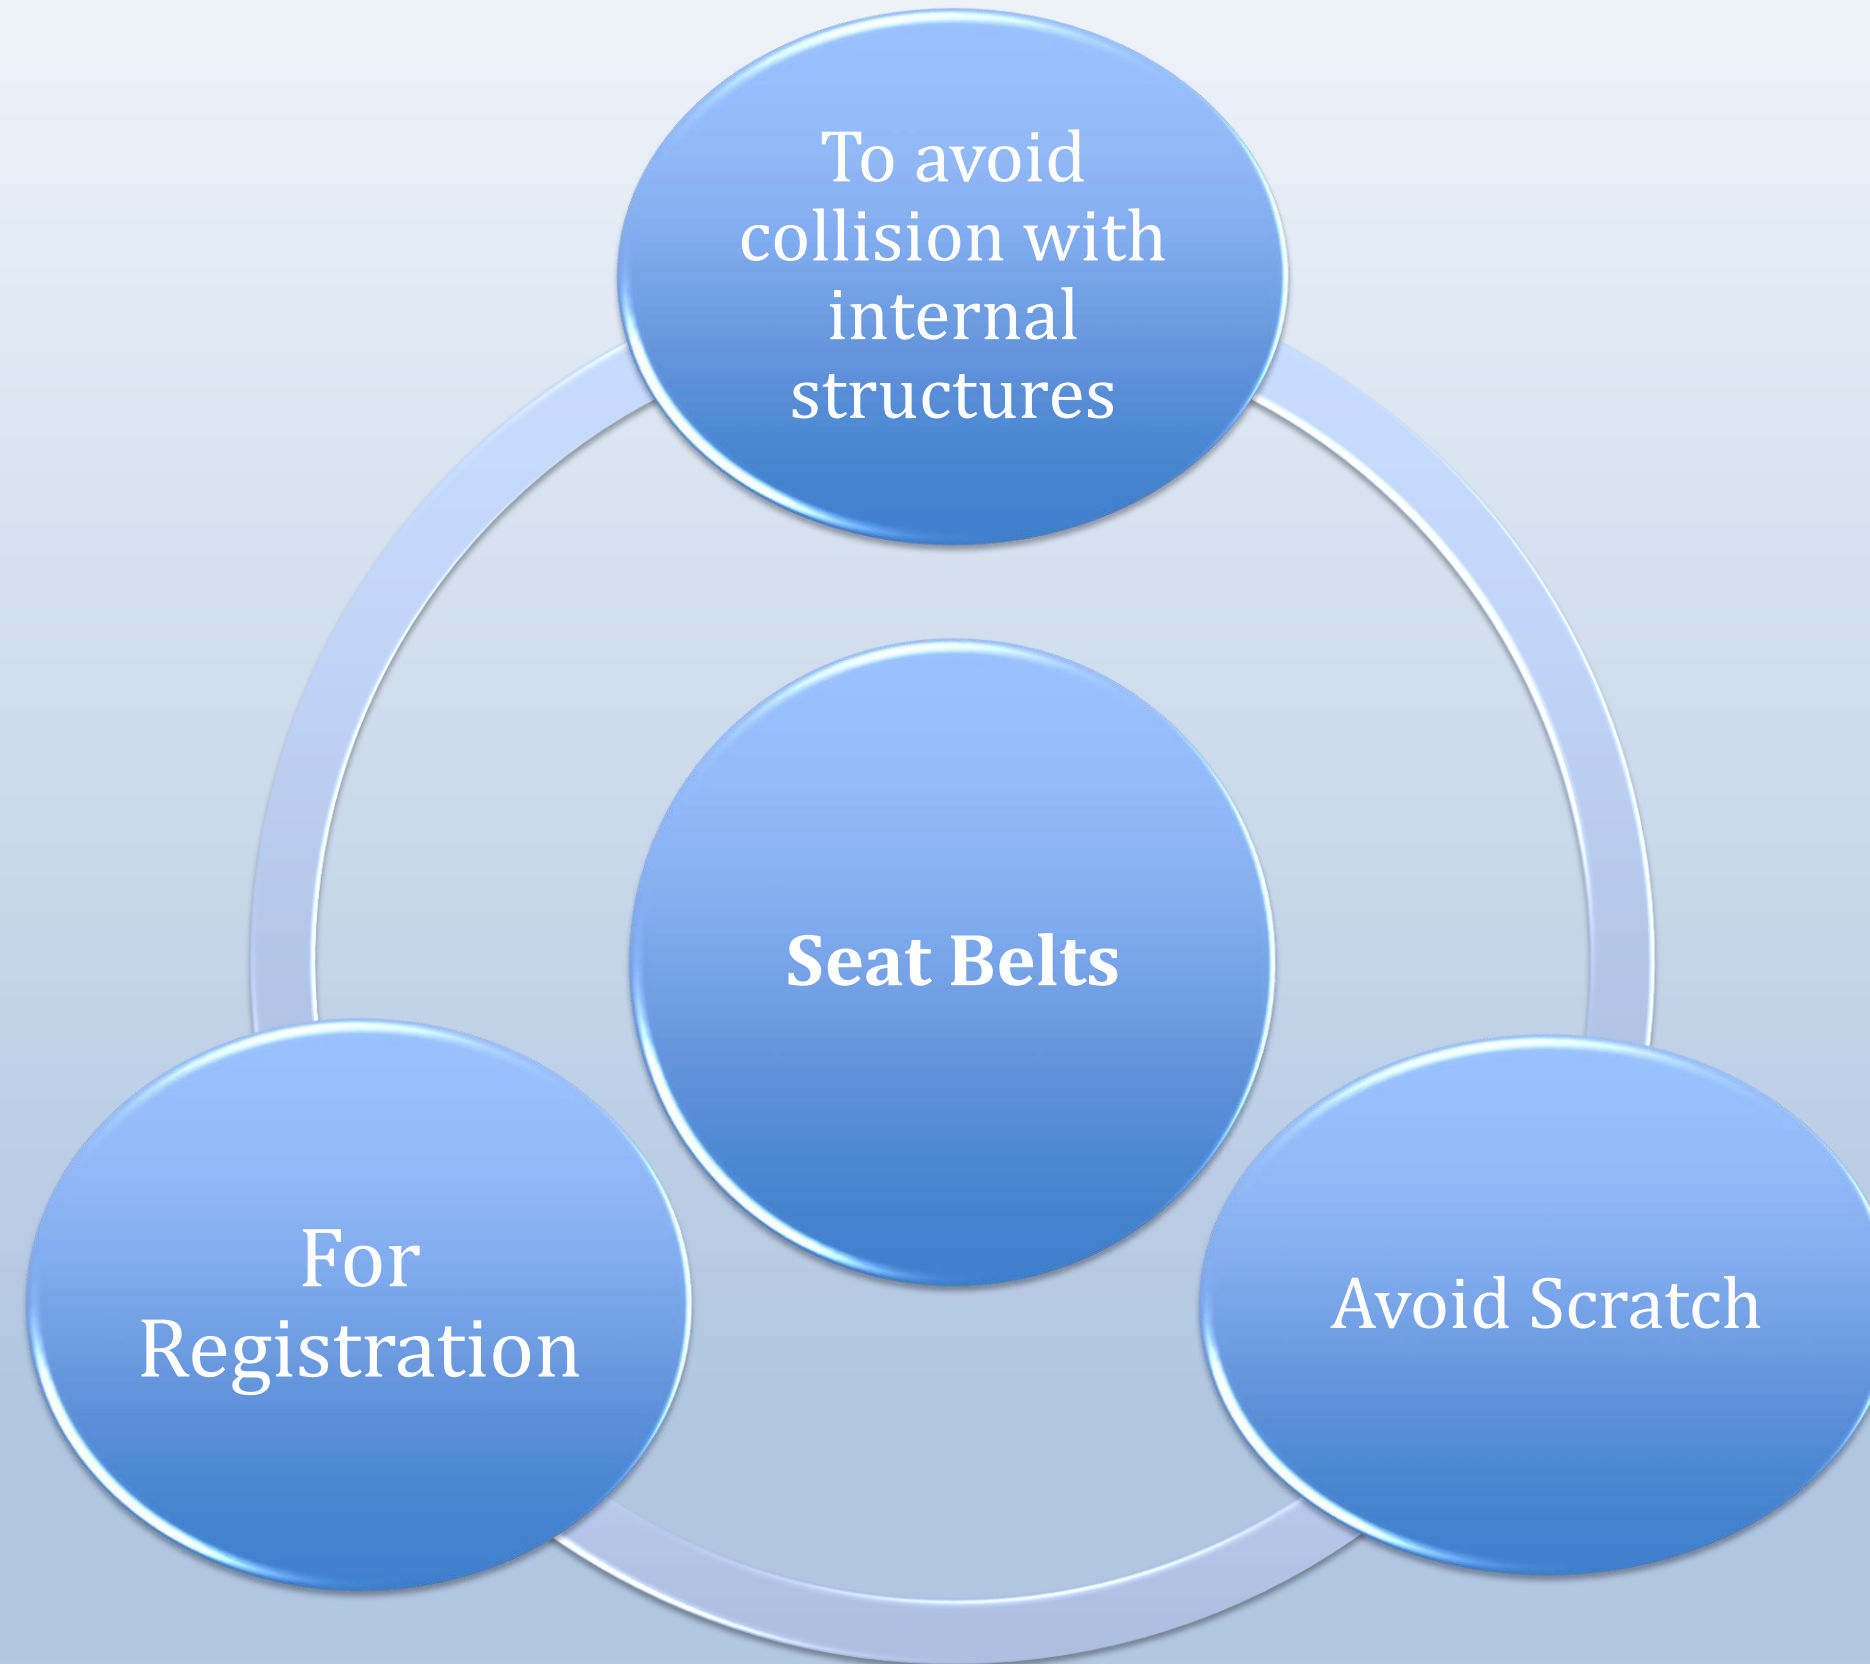 To avoid
collision with
internal
structures
Seat Belts
For
Registration
Avoid Scratch